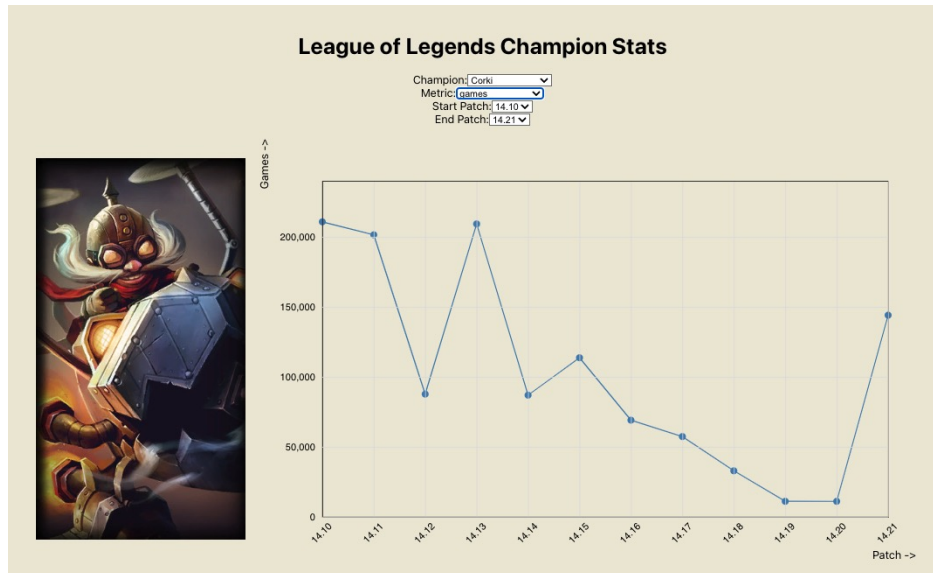 League of Legends Champion Stats
Champion: Corki
Metric: games
Start Patch: 14.10
End Patch: 14.21
Games ->
200,000
150,000
100,000
50,000
0
14.10
14.11
14.12
14.13
14.14
14.15
14.16
14.17
14.18
14.19
14.20
14.21
Patch ->